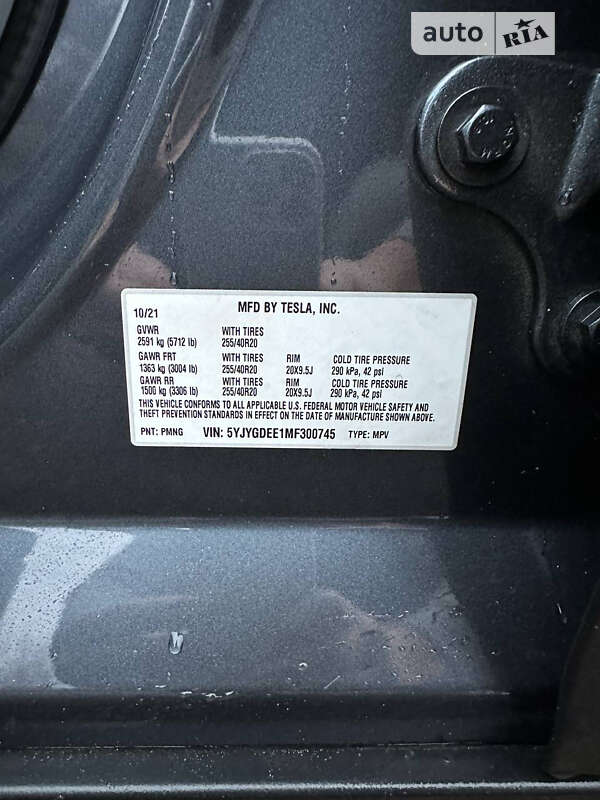 auto RIA
10/21 MFD BY TESLA, INC.
GVWR WITH TIRES
2591 kg (5712 lb) 255/40R20
GAWR FRT WITH TIRES RIM COLD TIRE PRESSURE
1363 kg (3004 lb) 255/40R20 20X9.5J 290 kPa, 42 psi
GAWR RR WITH TIRES RIM COLD TIRE PRESSURE
1500 kg (3306 lb) 255/40R20 20X9.5J 290 kPa, 42 psi
THIS VEHICLE CONFORMS TO ALL APPLICABLE U.S. FEDERAL MOTOR VEHICLE SAFETY AND
THEFT PREVENTION STANDARDS IN EFFECT ON THE DATE OF MANUFACTURE SHOWN ABOVE.
PNT: PMNG VIN: 5YJYGDEE1MF300745 TYPE: MPV